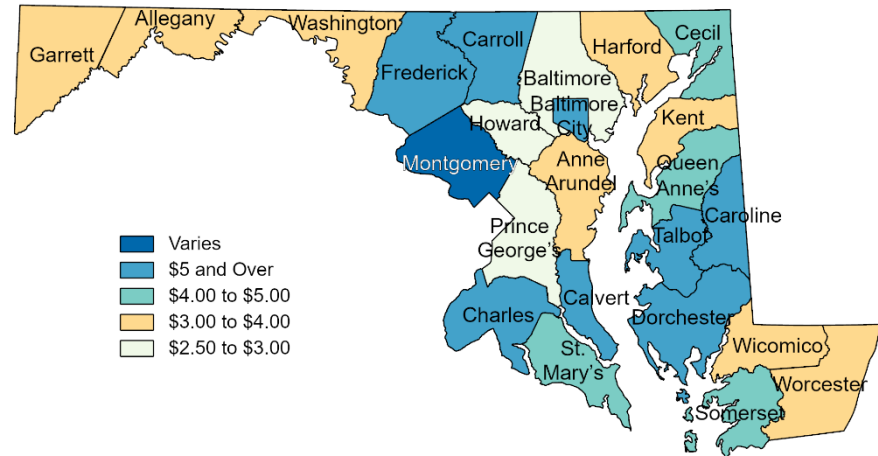 Garrett
Allegany
Washington
Frederick
Carroll
Baltimore
Baltimore
City
Harford
Cecil
Howard
Montgomery
Anne
Arundel
Kent
Queen
Anne's
Caroline
Talbot
Prince
George's
Charles
Calvert
Dorchester
St.
Mary's
Wicomico
Worcester
Somerset
Varies
$5 and Over
$4.00 to $5.00
$3.00 to $4.00
$2.50 to $3.00